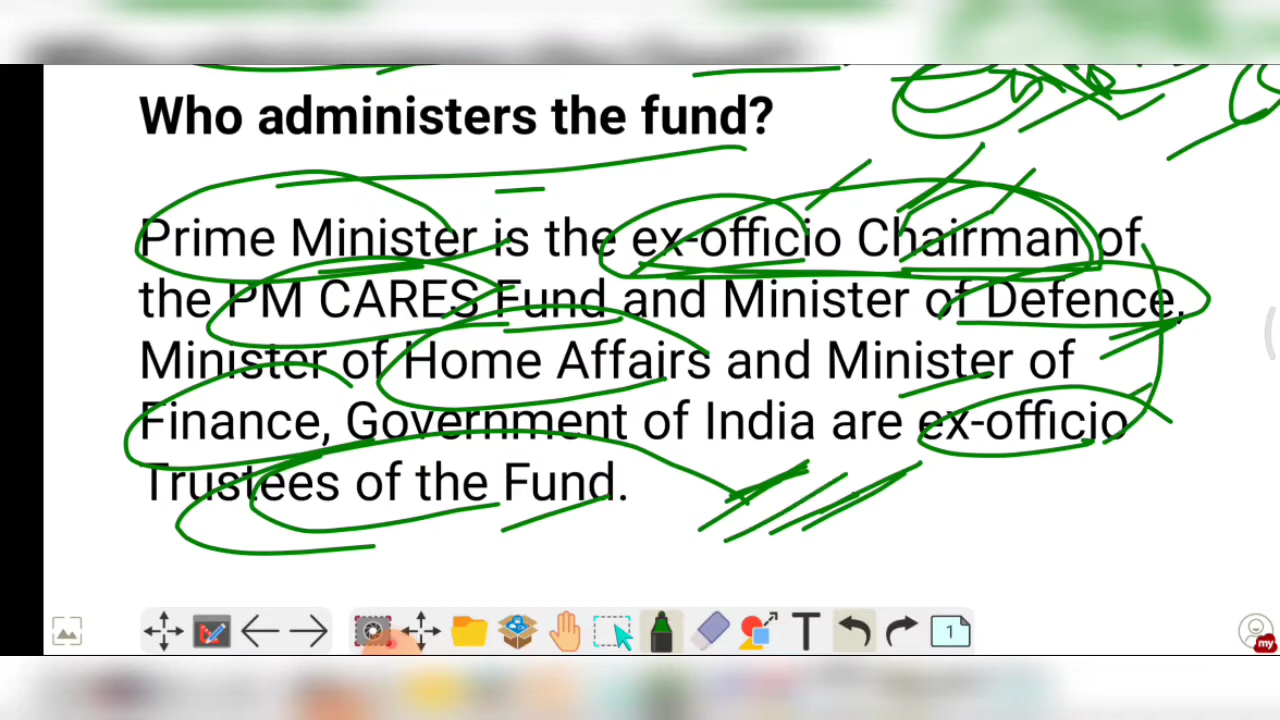 Who administers the fund?
Prime Minister is the ex-officio Chairman of
the PM CARES Fund and Minister of Defence,
Minister of Home Affairs and Minister of
Finance, Government of India are ex-officio
Trustees of the Fund.
T
1
my